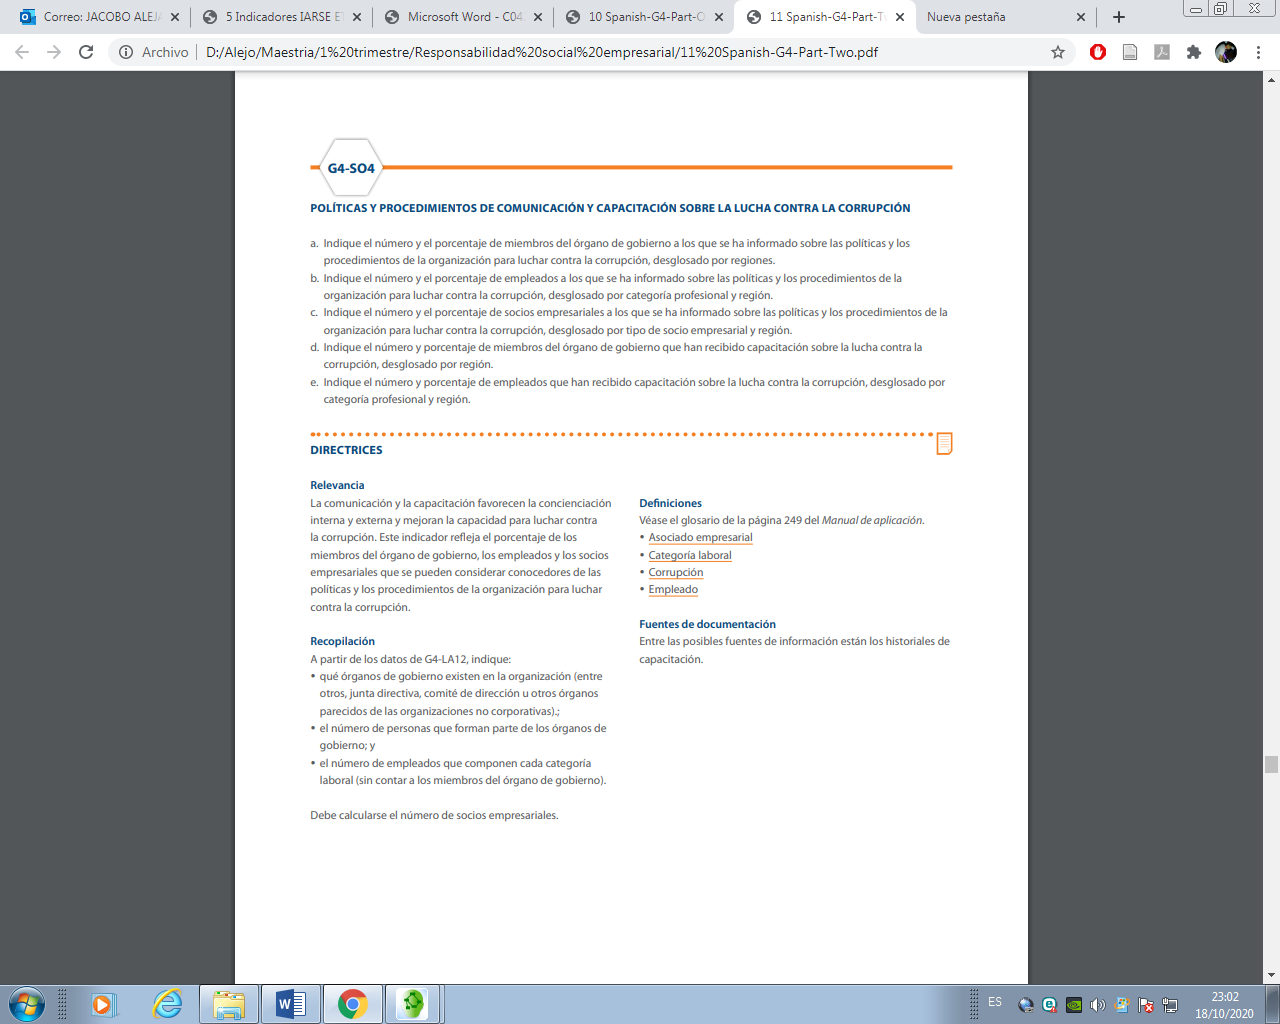 Correo: JACOBO ALEJA
5 Indicadores IARSE E
Microsoft Word - C04
10 Spanish-G4-Part-O
11 Spanish-G4-Part-Tw
Nueva pestaña
Archivo
D:/Alejo/Maestria/1%20trimestre/Responsabilidad%20social%20empresarial/11%20Spanish-G4-Part-Two.pdf
G4-SO4
POLÍTICAS Y PROCEDIMIENTOS DE COMUNICACIÓN Y CAPACITACIÓN SOBRE LA LUCHA CONTRA LA CORRUPCIÓN
a. Indique el número y el porcentaje de miembros del órgano de gobierno a los que se ha informado sobre las políticas y los
procedimientos de la organización para luchar contra la corrupción, desglosado por regiones.
b. Indique el número y el porcentaje de empleados a los que se ha informado sobre las políticas y los procedimientos de la
organización para luchar contra la corrupción, desglosado por categoría profesional y región.
c. Indique el número y el porcentaje de socios empresariales a los que se ha informado sobre las políticas y los procedimientos de la
organización para luchar contra la corrupción, desglosado por tipo de socio empresarial y región.
d. Indique el número y porcentaje de miembros del órgano de gobierno que han recibido capacitación sobre la lucha contra la
corrupción, desglosado por región.
e. Indique el número y porcentaje de empleados que han recibido capacitación sobre la lucha contra la corrupción, desglosado por
categoría profesional y región.
DIRECTRICES
Relevancia
La comunicación y la capacitación favorecen la concienciación
interna y externa y mejoran la capacidad para luchar contra
la corrupción. Este indicador refleja el porcentaje de los
miembros del órgano de gobierno, los empleados y los socios
empresariales que se pueden considerar conocedores de las
políticas y los procedimientos de la organización para luchar
contra la corrupción.
Recopilación
A partir de los datos de G4-LA12, indique:
• qué órganos de gobierno existen en la organización (entre
otros, junta directiva, comité de dirección u otros órganos
parecidos de las organizaciones no corporativas).;
• el número de personas que forman parte de los órganos de
gobierno; y
• el número de empleados que componen cada categoría
laboral (sin contar a los miembros del órgano de gobierno).
Debe calcularse el número de socios empresariales.
Definiciones
Véase el glosario de la página 249 del Manual de aplicación.
• Asociado empresarial
• Categoría laboral
• Corrupción
• Empleado
Fuentes de documentación
Entre las posibles fuentes de información están los historiales de
capacitación.
ES
23:02
18/10/2020